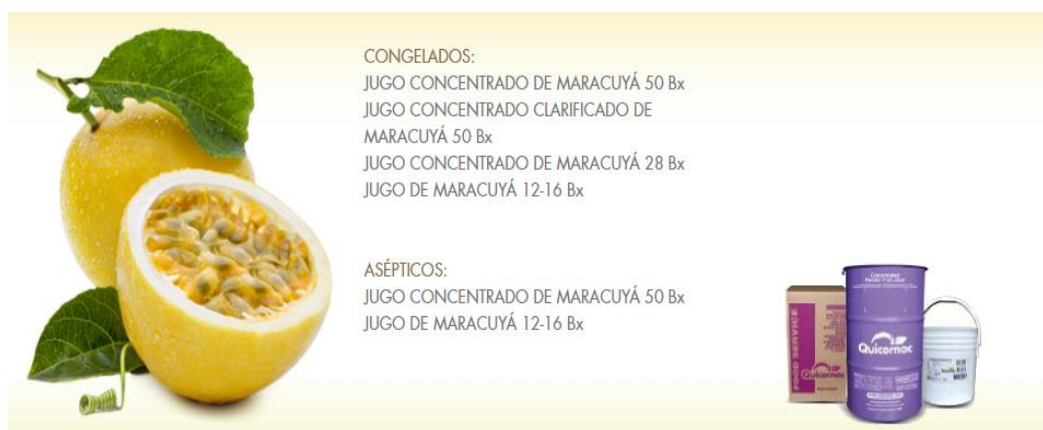 CONGELADOS:
JUGO CONCENTRADO DE MARACUYÁ 50 Bx
JUGO CONCENTRADO CLARIFICADO DE
MARACUYÁ 50 Bx
JUGO CONCENTRADO DE MARACUYÁ 28 Bx
JUGO DE MARACUYÁ 12-16 Bx
ASÉPTICOS:
JUGO CONCENTRADO DE MARACUYÁ 50 Bx
JUGO DE MARACUYÁ 12-16 Bx
FOOD SERVICE
Quicornac
Quicornac